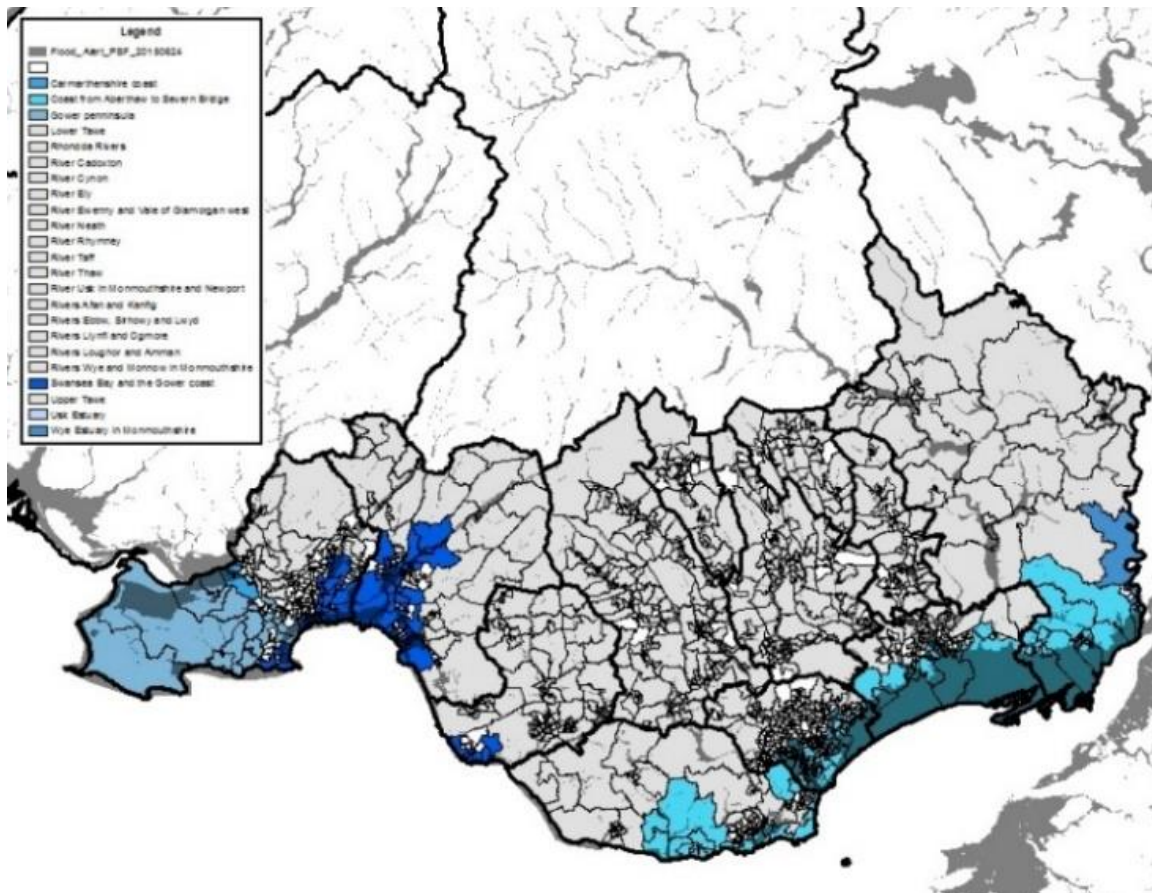 Legend
Carmarthenshire coast
Coast from Aberthaw to Severn Bridge
Gower penninsula
Lower Tawe
Rhondda Rivers
River Cadoxton
River Cynon
River Ely
River Ewenny and Vale of Glamorgan west
River Neath
River Rhymney
River Taff
River Thaw
River Usk in Monmouthshire and Newport
Rivers Afan and Kenfig
Rivers Ebbw, Sirhowy and Lwyd
Rivers Llynfi and Ogmore
Rivers Loughor and Amman
Rivers Wye and Monnow in Monmouthshire
Swansea Bay and the Gower coast
Upper Tawe
Usk Estuary
Wye Estuary in Monmouthshire